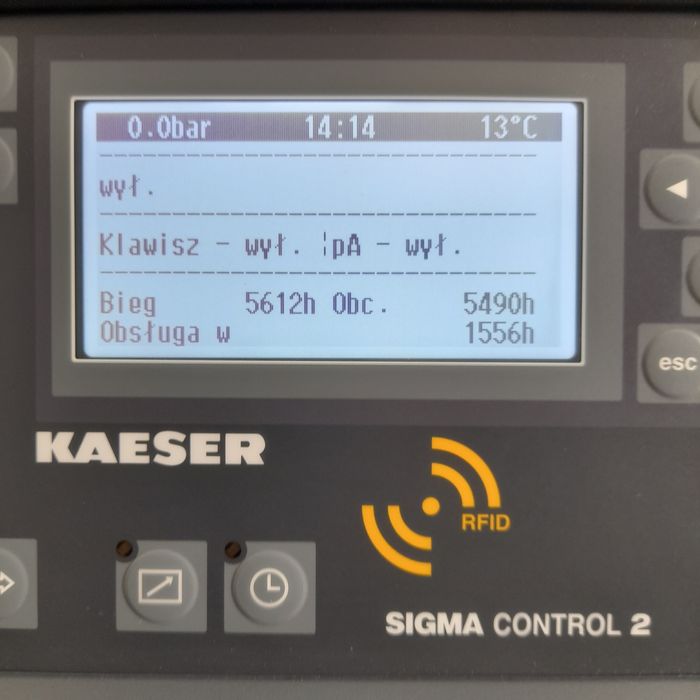 0.0bar 14:14 13°C
wył.
Klawisz - wył. ¦pA - wył.
Bieg 5612h Obc. 5490h
Obsługa w 1556h
esc
KAESER
RFID
SIGMA CONTROL 2